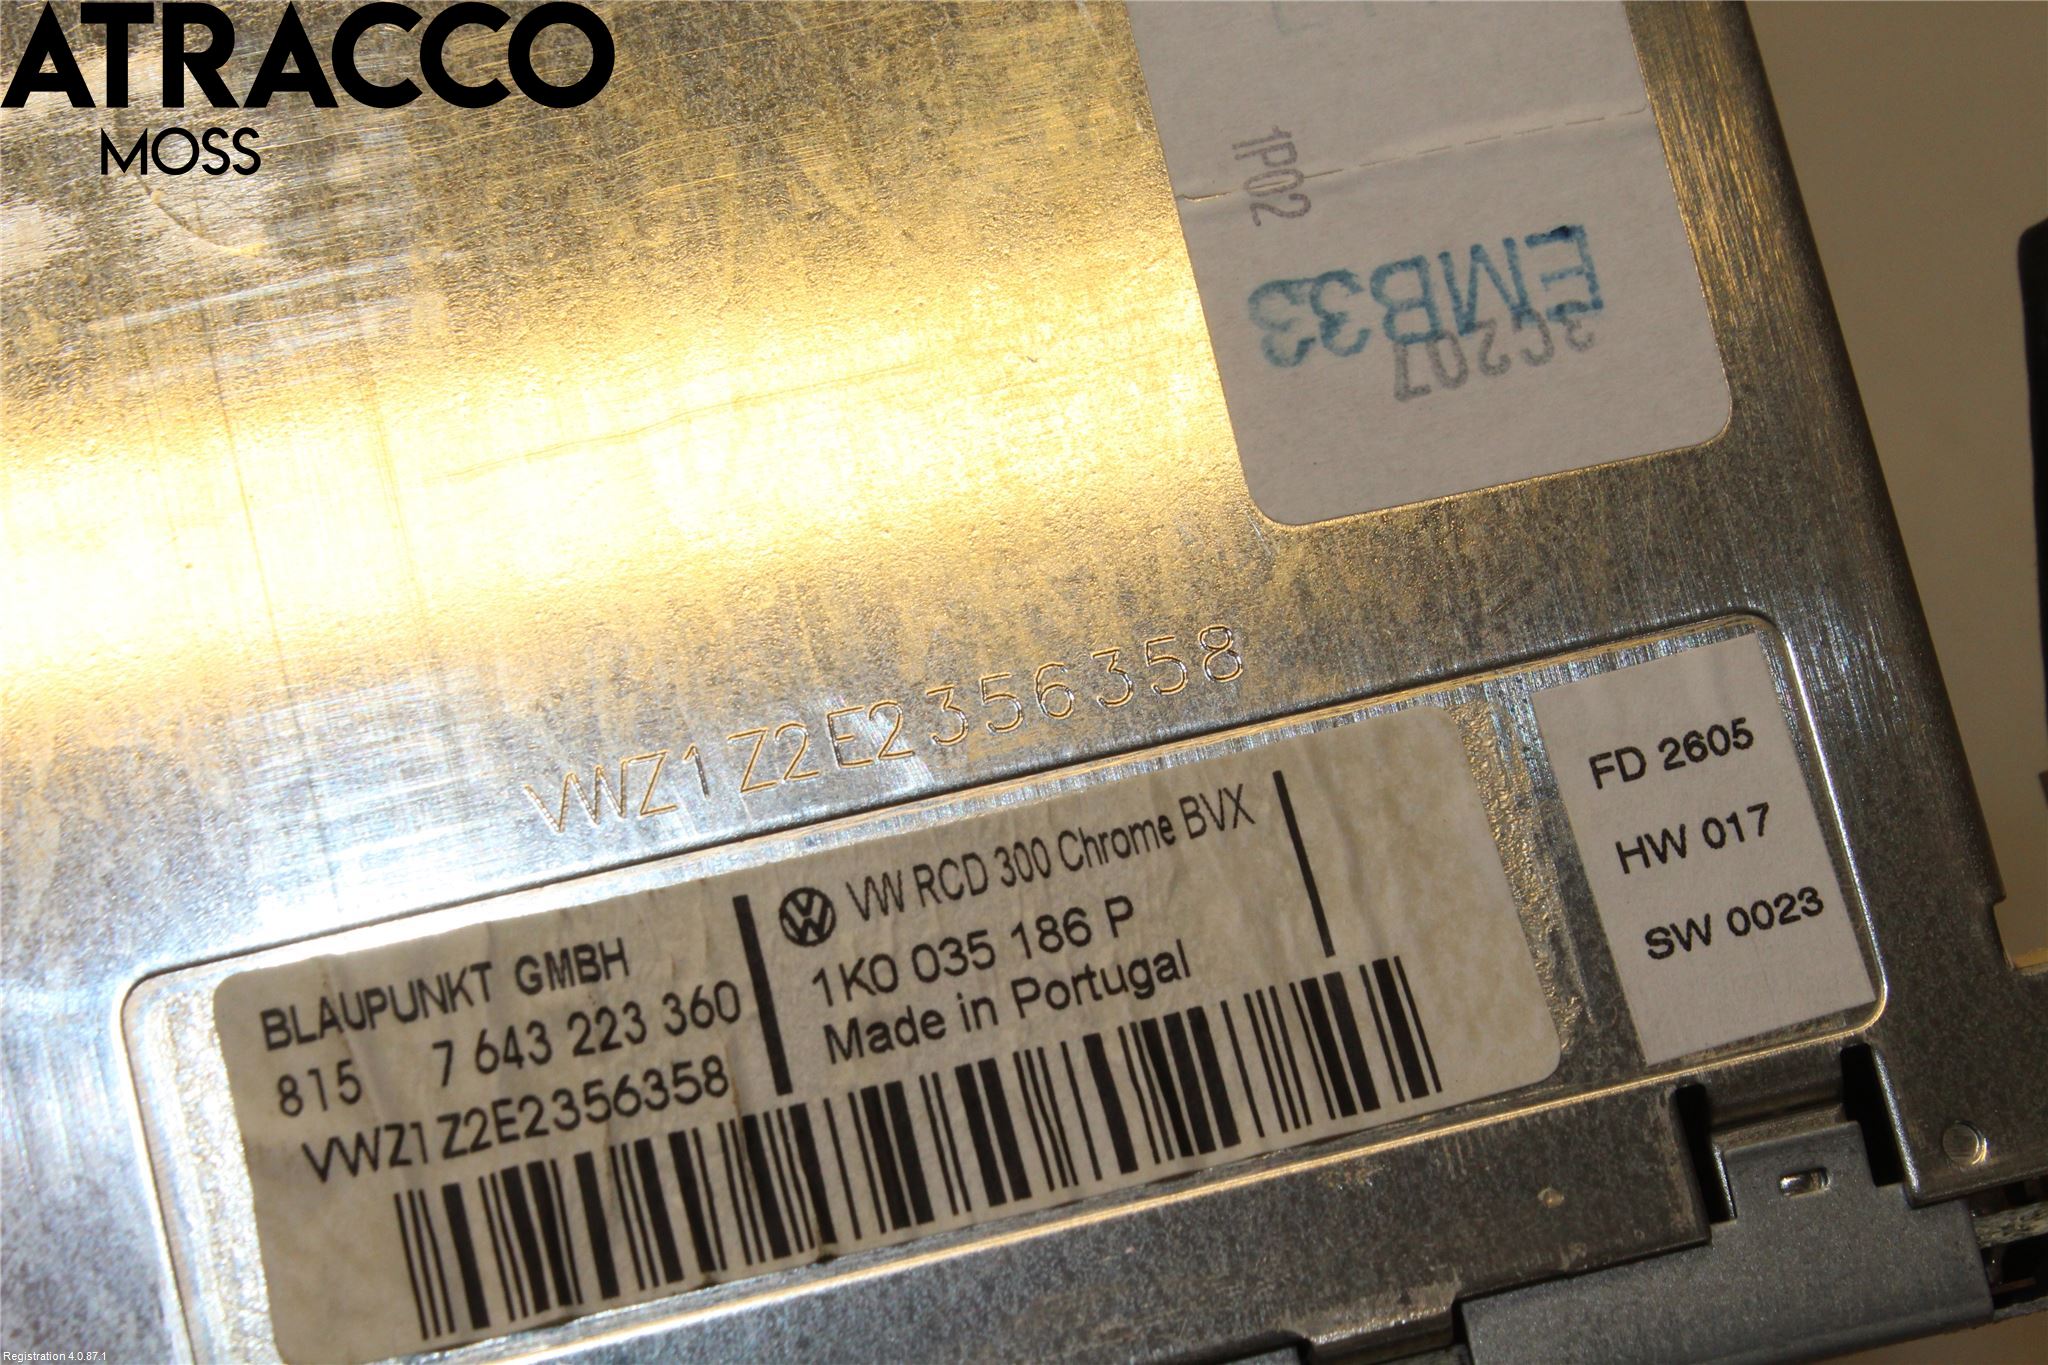 ATRACCO
MOSS
1P02
EMB33
3C207
VWZ1Z2E2356358
BLAUPUNKT GMBH
815 7 643 223 360
VWZ1Z2E2356358
VW RCD 300 Chrome BVX
1K0 035 186 P
Made in Portugal
FD 2605
HW 017
SW 0023
Registration 4.0.87.1